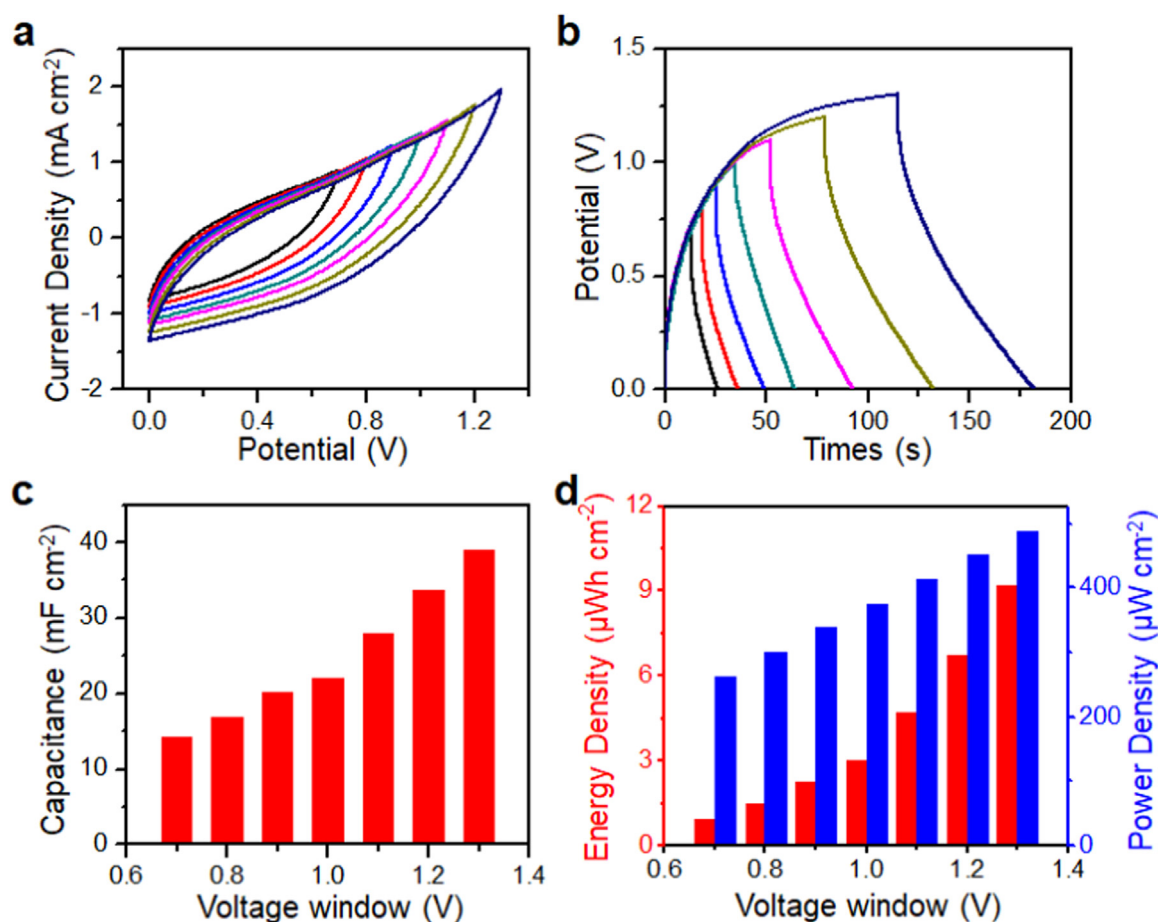 a
Current Density (mA cm-2)
2
1
0
-1
-2
0.0 0.4 0.8 1.2
Potential (V)
b
Potential (V)
1.5
1.0
0.5
0.0
0 50 100 150 200
Times (s)
c
Capacitance (mF cm-2)
40
30
20
10
0
0.6 0.8 1.0 1.2 1.4
Voltage window (V)
d
Energy Density (µWh cm-2)
12
9
6
3
0
Power Density (µW cm-2)
400
200
0
0.6 0.8 1.0 1.2 1.4
Voltage window (V)